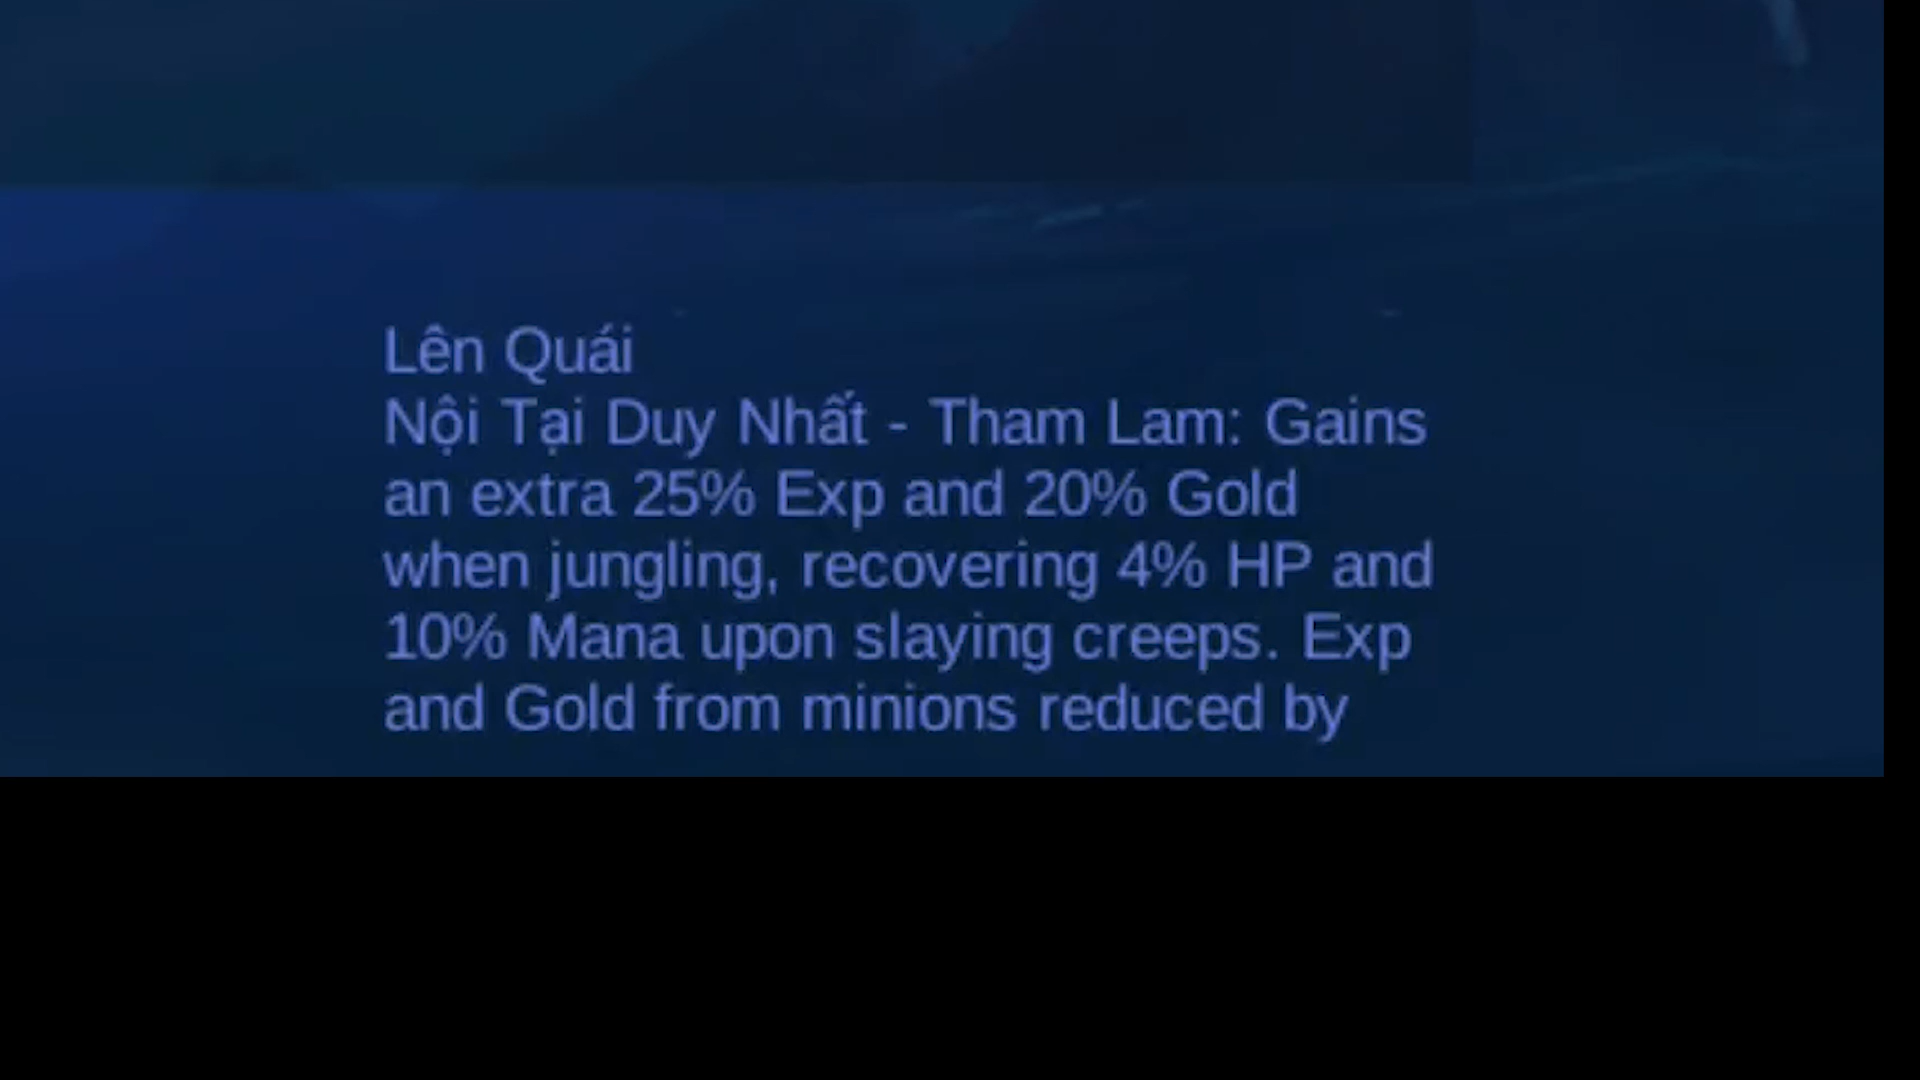 Lên Quái
Nội Tại Duy Nhất - Tham Lam: Gains
an extra 25% Exp and 20% Gold
when jungling, recovering 4% HP and
10% Mana upon slaying creeps. Exp
and Gold from minions reduced by